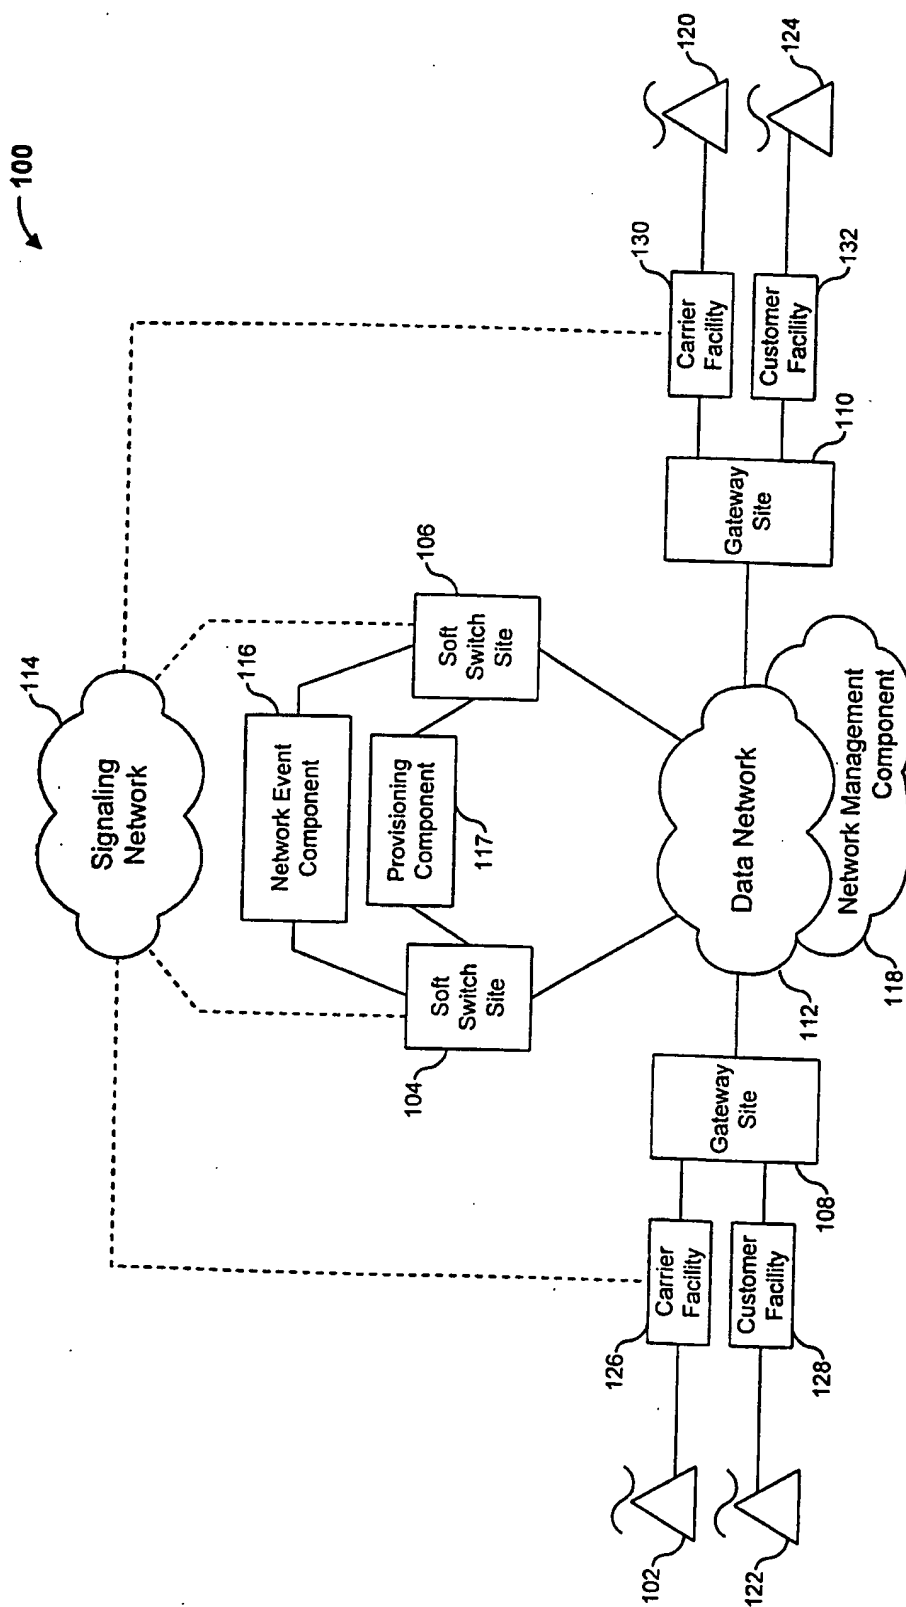 100
114
Signaling
Network
116
Network Event
Component
Provisioning
Component
117
106
Soft
Switch
Site
Soft
Switch
Site
104
126
Carrier
Facility
Gateway
Site
Data Network
Gateway
Site
Carrier
Facility
130
102
120
128
Customer
Facility
108
112
118
Network Management
Component
110
Customer
Facility
132
122
124